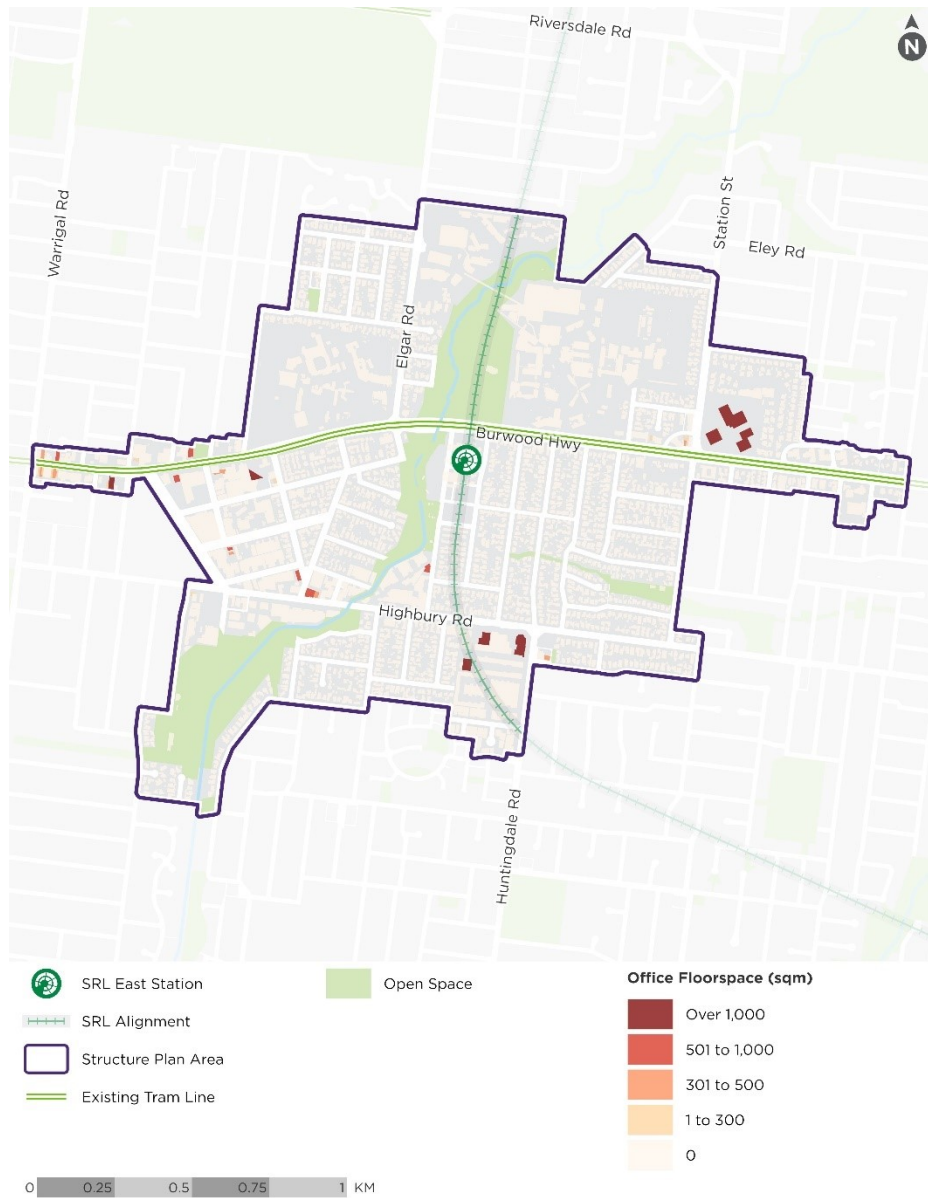 Riversdale Rd
N
Warrigal Rd
Station St
Eley Rd
Elgar Rd
Burwood Hwy
Highbury Rd
Huntingdale Rd
SRL East Station
SRL Alignment
Structure Plan Area
Existing Tram Line
Open Space
Office Floorspace (sqm)
Over 1,000
501 to 1,000
301 to 500
1 to 300
0
0 0.25 0.5 0.75 1 KM